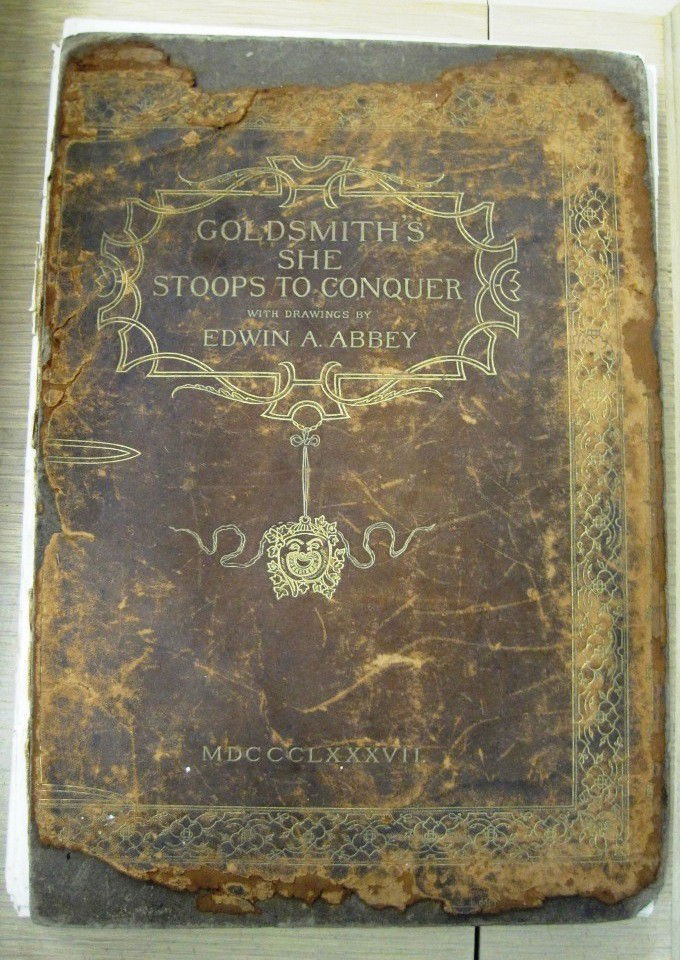 GOLDSMITH'S
SHE
STOOPS TO CONQUER
WITH DRAWINGS BY
EDWIN A. ABBEY
MDCCCLXXXVII.